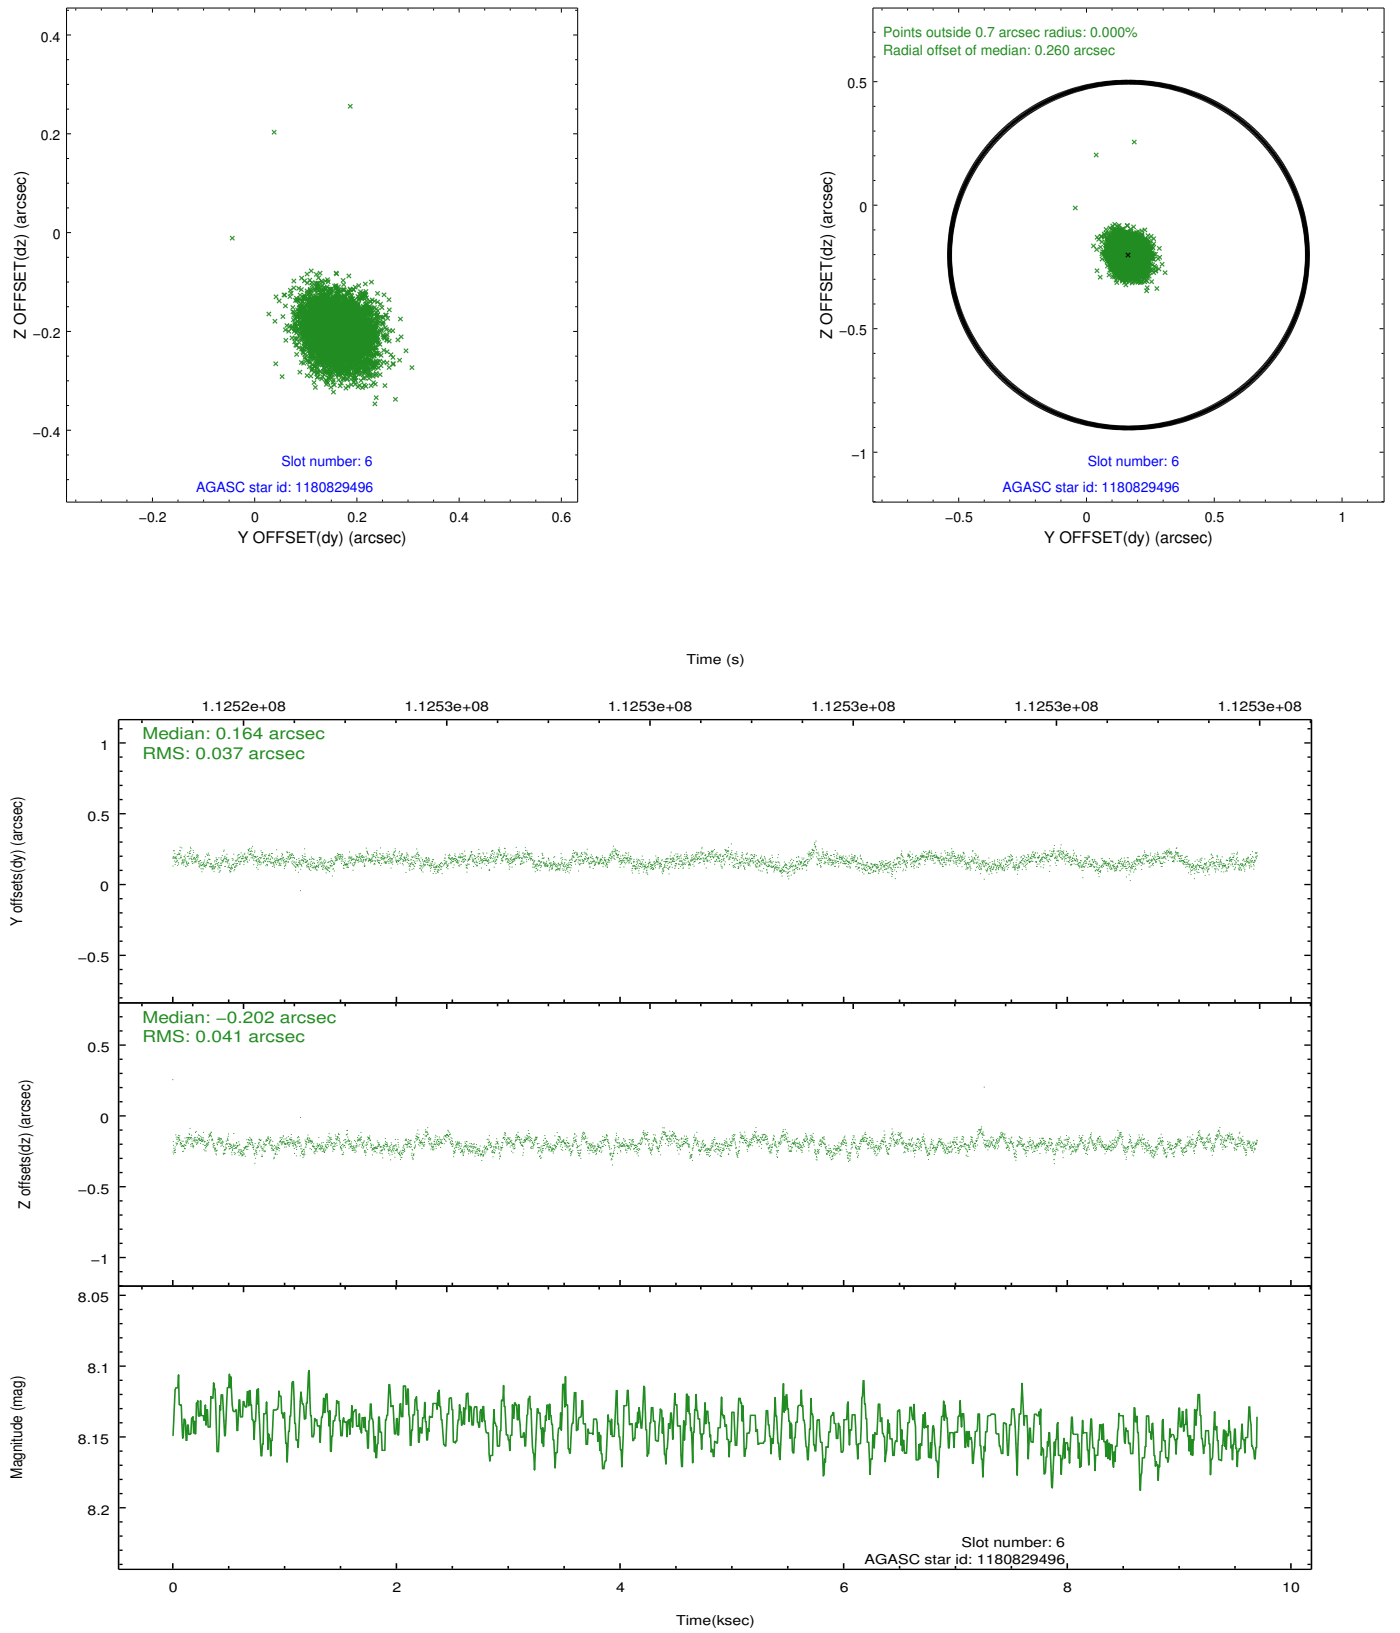 0.4
0.2
0
−0.2
−0.4
Z OFFSET(dz) (arcsec)
Slot number: 6
AGASC star id: 1180829496
−0.2 0 0.2 0.4 0.6
Y OFFSET(dy) (arcsec)
Points outside 0.7 arcsec radius: 0.000%
Radial offset of median: 0.260 arcsec
0.5
0
−0.5
−1
Z OFFSET(dz) (arcsec)
Slot number: 6
AGASC star id: 1180829496
−0.5 0 0.5 1
Y OFFSET(dy) (arcsec)
Time (s)
1.1252e+08 1.1253e+08 1.1253e+08 1.1253e+08 1.1253e+08 1.1253e+08
Median: 0.164 arcsec
RMS: 0.037 arcsec
1
0.5
0
−0.5
Y offsets(dy) (arcsec)
Median: −0.202 arcsec
RMS: 0.041 arcsec
0.5
0
−0.5
−1
Z offsets(dz) (arcsec)
8.05
8.1
8.15
8.2
Magnitude (mag)
Slot number: 6
AGASC star id: 1180829496
0 2 4 6 8 10
Time(ksec)